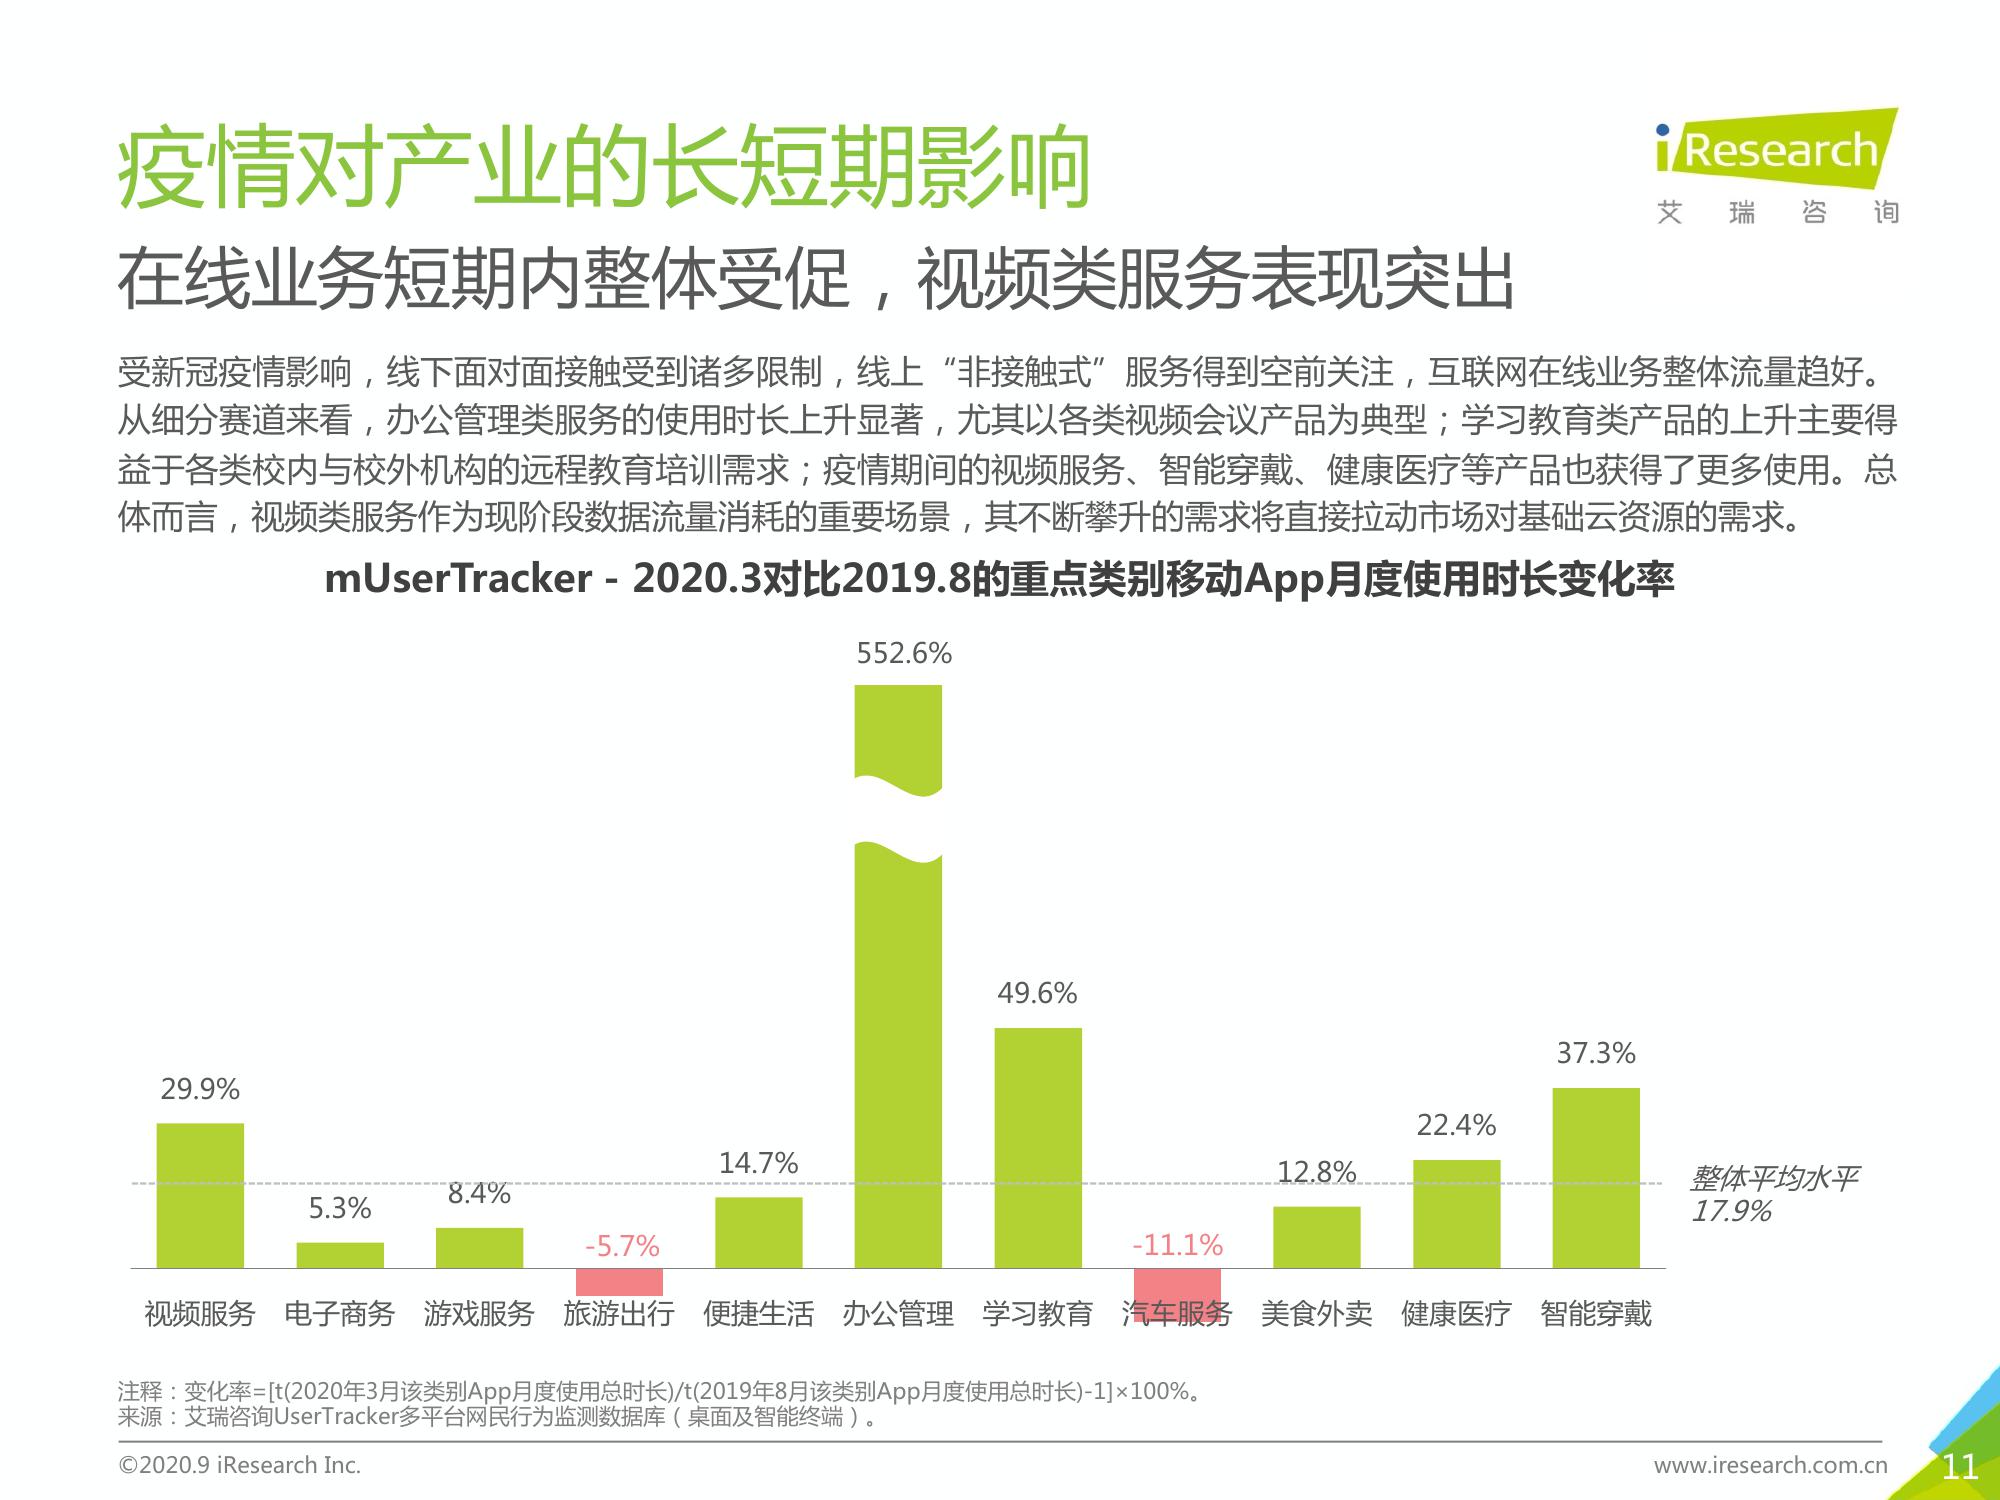 疫情对产业的长短期影响
iResearch
艾瑞咨询
在线业务短期内整体受促，视频类服务表现突出
受新冠疫情影响，线下面对面接触受到诸多限制，线上“非接触式”服务得到空前关注，互联网在线业务整体流量趋好。
从细分赛道来看，办公管理类服务的使用时长上升显著，尤其以各类视频会议产品为典型；学习教育类产品的上升主要得
益于各类校内与校外机构的远程教育培训需求；疫情期间的视频服务、智能穿戴、健康医疗等产品也获得了更多使用。总
体而言，视频类服务作为现阶段数据流量消耗的重要场景，其不断攀升的需求将直接拉动市场对基础云资源的需求。
mUserTracker - 2020.3对比2019.8的重点类别移动App月度使用时长变化率
29.9%
5.3%
8.4%
-5.7%
14.7%
552.6%
49.6%
-11.1%
12.8%
22.4%
37.3%
整体平均水平
17.9%
视频服务 电子商务 游戏服务 旅游出行 便捷生活 办公管理 学习教育 汽车服务 美食外卖 健康医疗 智能穿戴
注释：变化率=[t(2020年3月该类别App月度使用总时长)/t(2019年8月该类别App月度使用总时长)-1]×100%。
来源：艾瑞咨询UserTracker多平台网民行为监测数据库（桌面及智能终端）。
©2020.9 iResearch Inc.
www.iresearch.com.cn
11